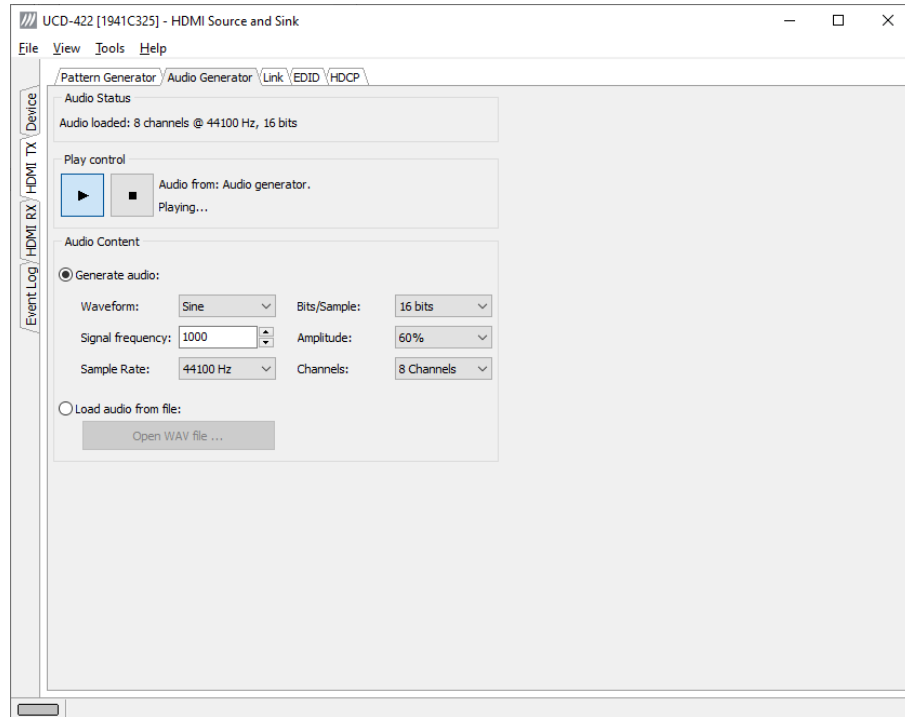 UCD-422 [1941C325] - HDMI Source and Sink
File View Tools Help
Pattern Generator Audio Generator Link EDID HDCP
Device
HDMI TX
HDMI RX
Event Log
Audio Status
Audio loaded: 8 channels @ 44100 Hz, 16 bits
Play control
Audio from: Audio generator.
Playing...
Audio Content
Generate audio:
Waveform: Sine Bits/Sample: 16 bits
Signal frequency: 1000 Amplitude: 60%
Sample Rate: 44100 Hz Channels: 8 Channels
Load audio from file:
Open WAV file ...